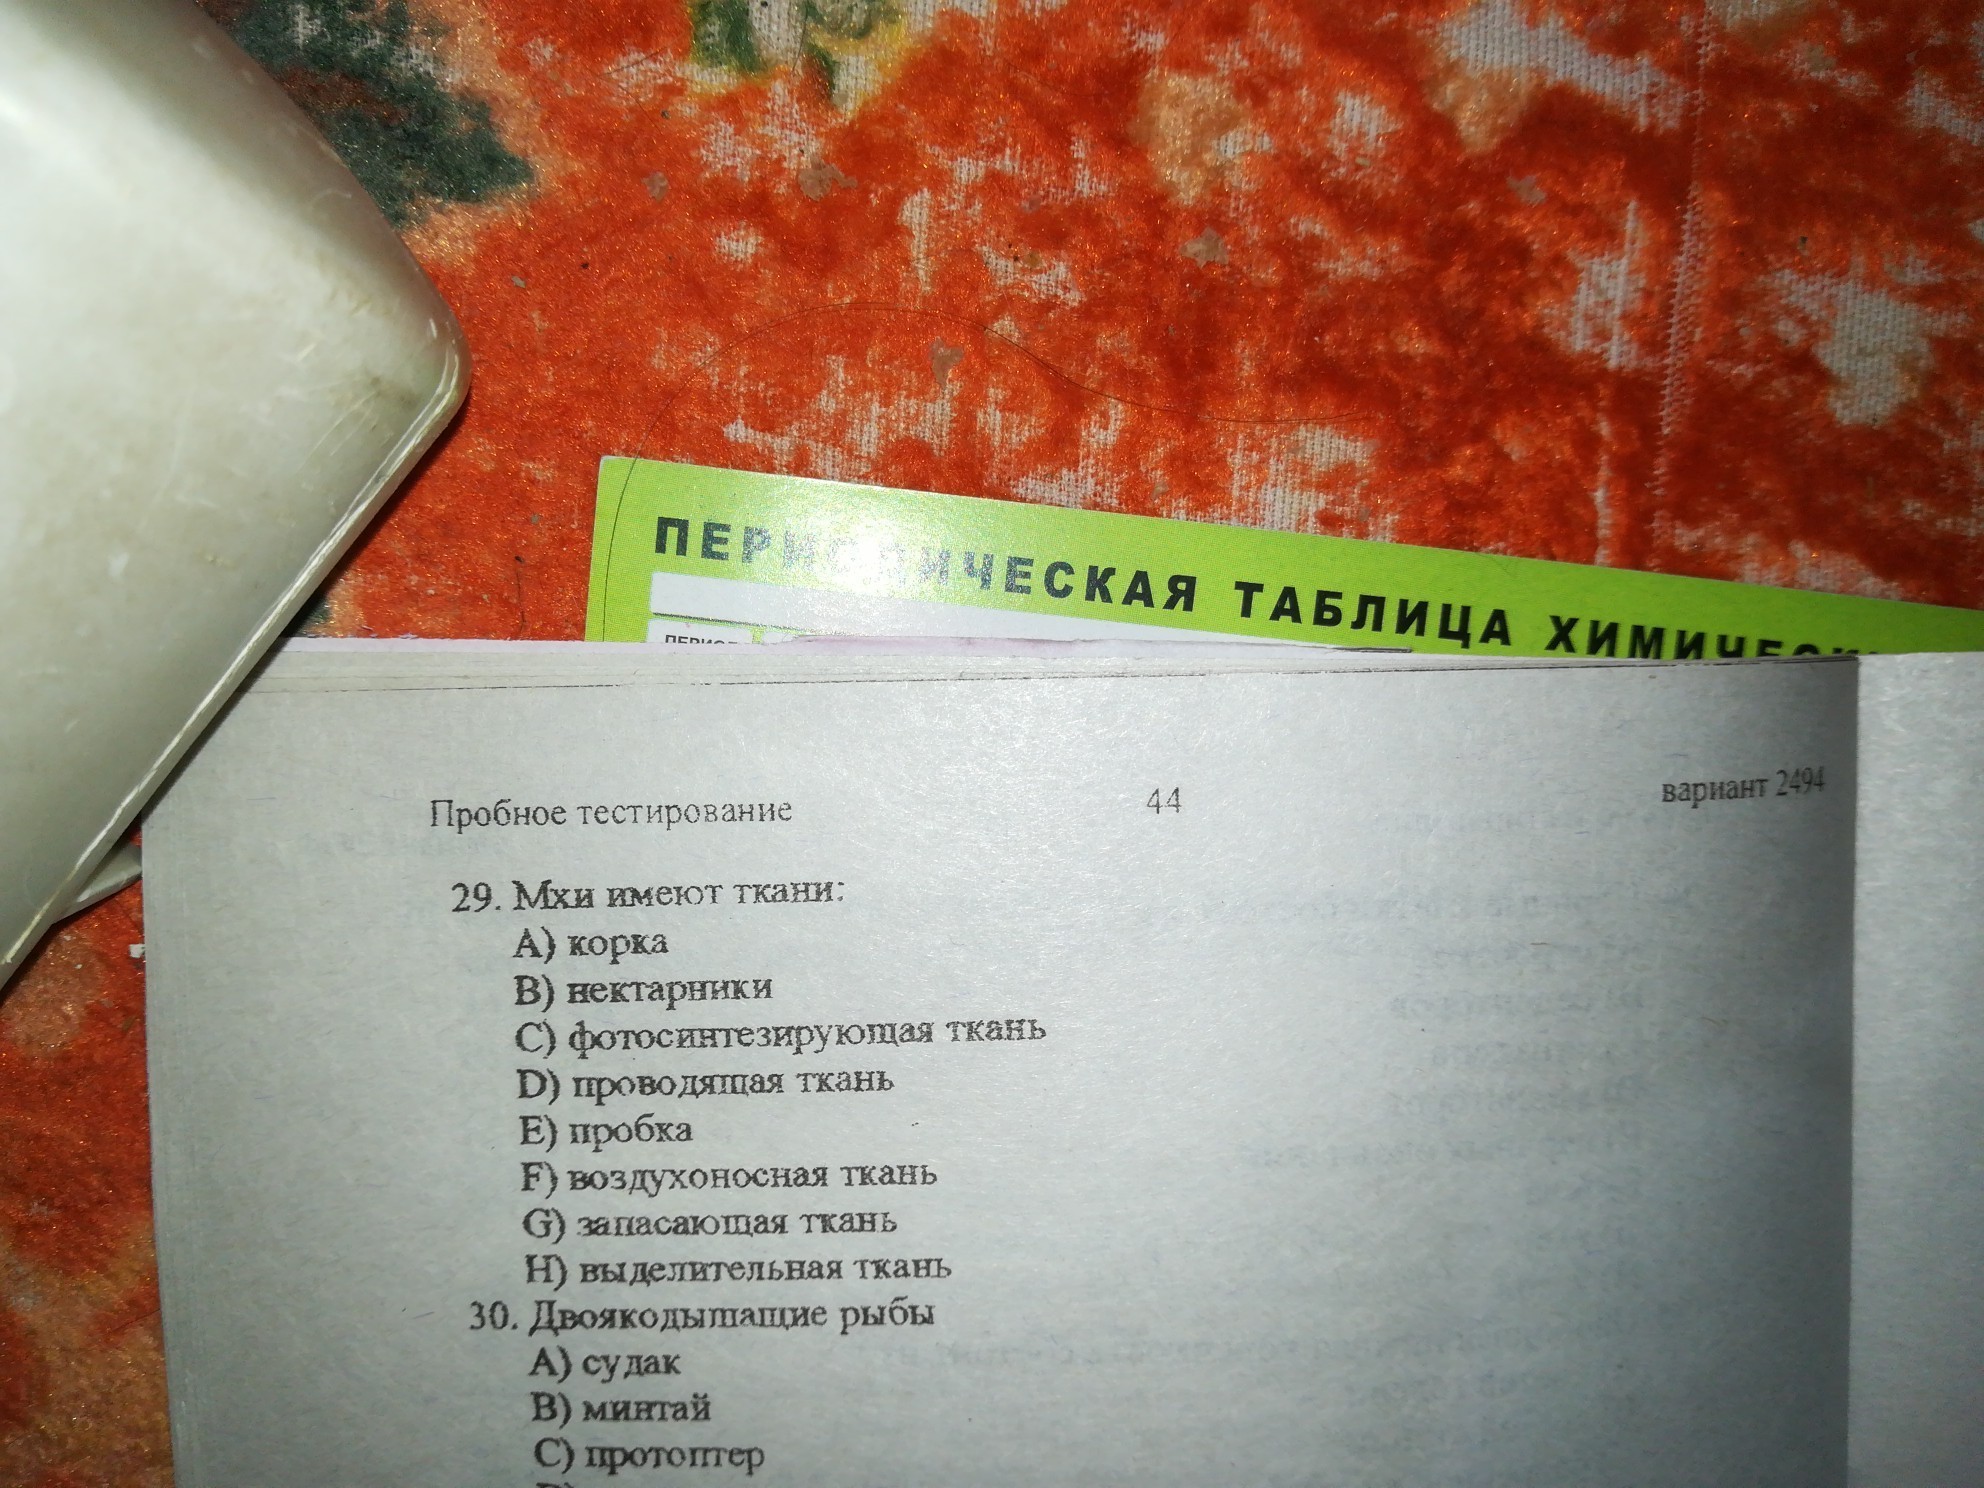 ПЕРИОДИЧЕСКАЯ ТАБЛИЦА
Пробное тестирование 44 вариант 2494
29. Мхи имеют ткани:
A) корка
B) нектарники
C) фотосинтезирующая ткань
D) проводящая ткань
E) пробка
F) воздухоносная ткань
G) запасающая ткань
H) выделительная ткань
30. Двоякодышащие рыбы
A) судак
B) минтай
C) протоптер